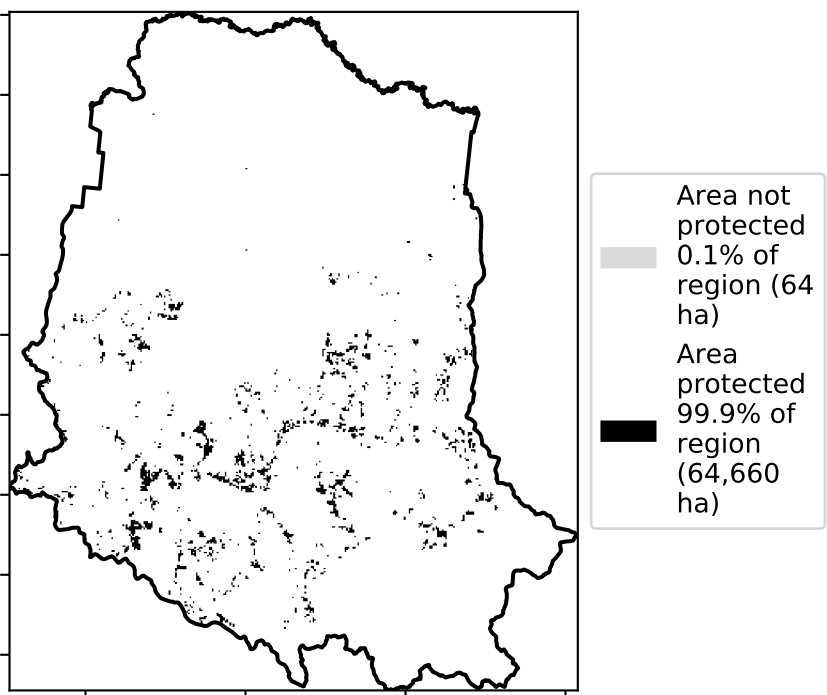 Area not
protected
0.1% of
region (64
ha)
Area
protected
99.9% of
region
(64,660
ha)